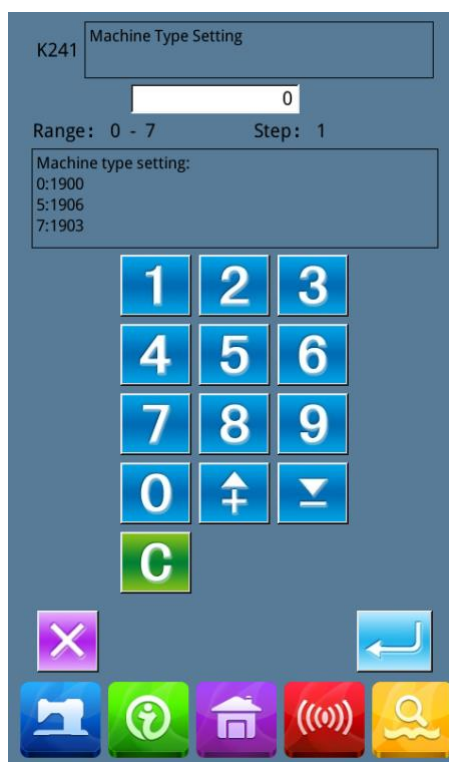 K241
Machine Type Setting
0
Range: 0 - 7 Step: 1
Machine type setting:
0:1900
5:1906
7:1903
1 2 3
4 5 6
7 8 9
0
C